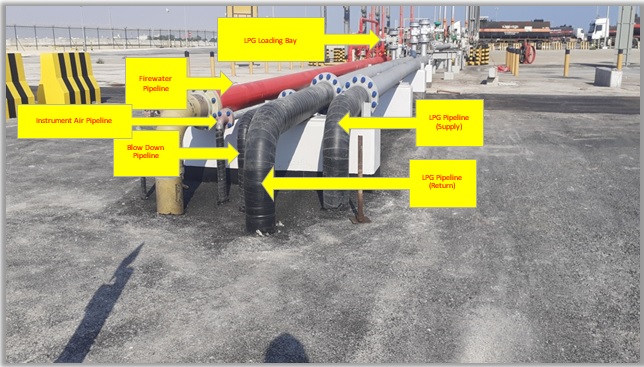 LPG Loading Bay
Firewater
Pipeline
Instrument Air Pipeline
Blow Down
Pipeline
LPG Pipeline
(Supply)
LPG Pipeline
(Return)